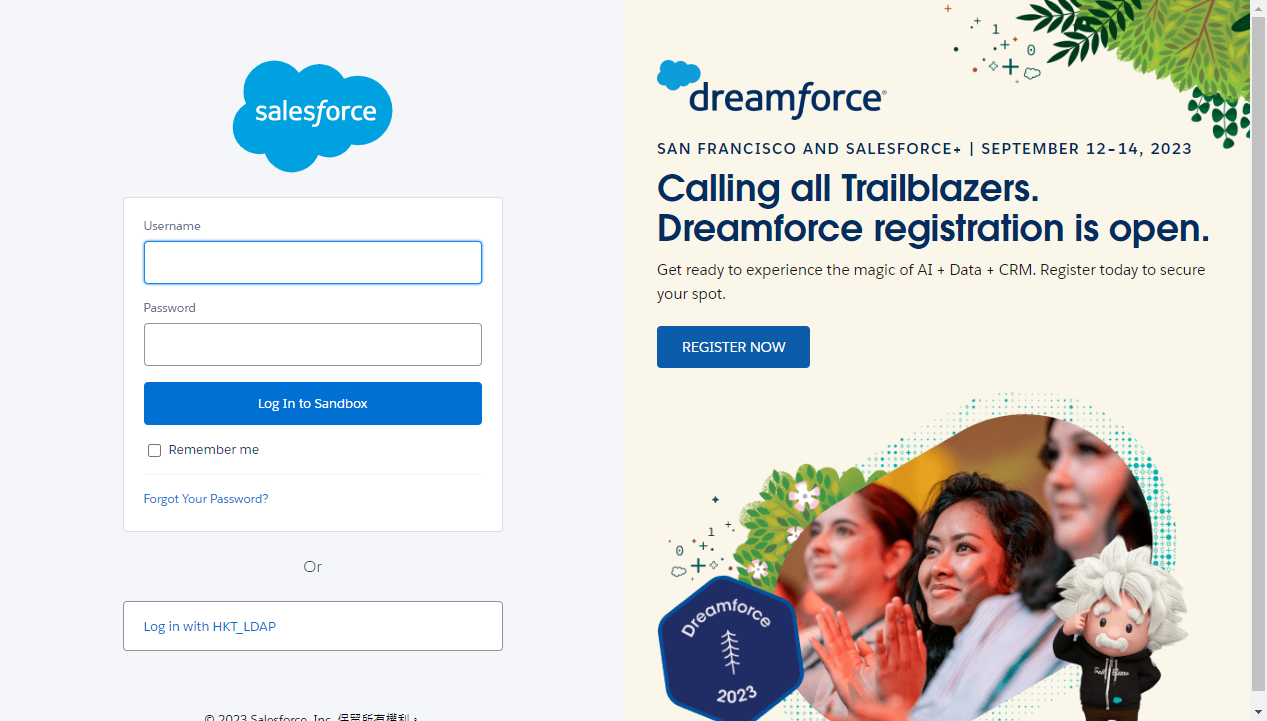 salesforce
Username
Password
Log In to Sandbox
Remember me
Forgot Your Password?
Or
Log in with HKT_LDAP
© 2023 Salesforce, Inc. 保留所有權利。
dreamforce®
SAN FRANCISCO AND SALESFORCE+ | SEPTEMBER 12–14, 2023
Calling all Trailblazers.
Dreamforce registration is open.
Get ready to experience the magic of AI + Data + CRM. Register today to secure
your spot.
REGISTER NOW
1
0
1
0
Dreamforce
2023